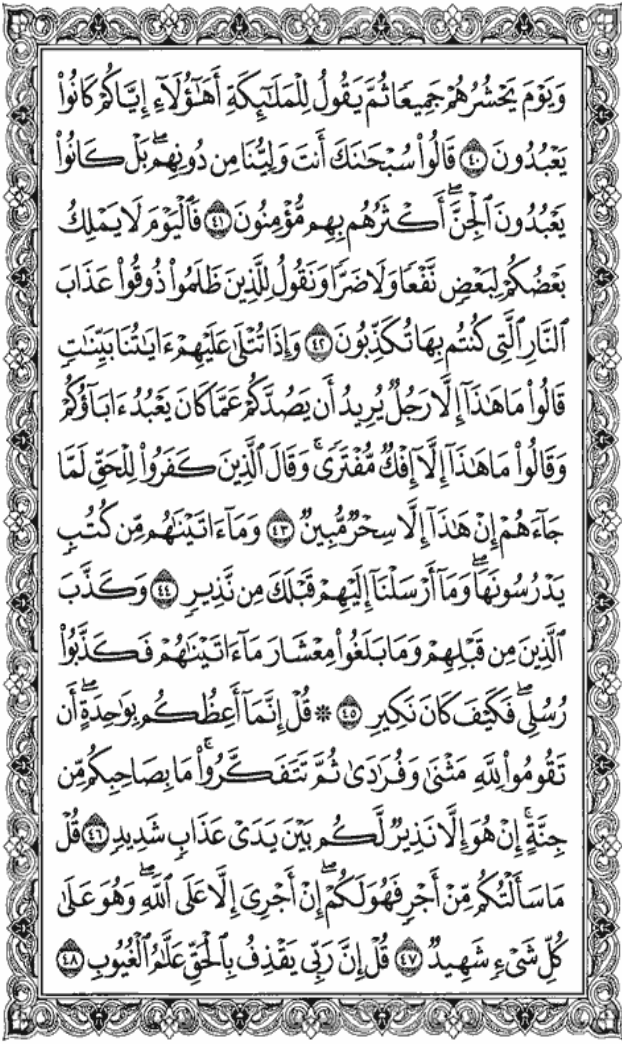 وَيَوْمَ يَحْشُرُهُمْ جَمِيعًا ثُمَّ يَقُولُ لِلْمَلَـٰٓئِكَةِ أَهَـٰٓؤُلَآءِ إِيَّاكُمْ كَانُوا۟
يَعْبُدُونَ ٤٠ قَالُوا۟ سُبْحَـٰنَكَ أَنتَ وَلِيُّنَا مِن دُونِهِم ۖ بَلْ كَانُوا۟
يَعْبُدُونَ ٱلْجِنَّ ۖ أَكْثَرُهُم بِهِم مُّؤْمِنُونَ ٤١ فَٱلْيَوْمَ لَا يَمْلِكُ
بَعْضُكُمْ لِبَعْضٍ نَّفْعًا وَلَا ضَرًّا وَنَقُولُ لِلَّذِينَ ظَلَمُوا۟ ذُوقُوا۟ عَذَابَ
ٱلنَّارِ ٱلَّتِى كُنتُم بِهَا تُكَذِّبُونَ ٤٢ وَإِذَا تُتْلَىٰ عَلَيْهِمْ ءَايَـٰتُنَا بَيِّنَـٰتٍ
قَالُوا۟ مَا هَـٰذَآ إِلَّا رَجُلٌ يُرِيدُ أَن يَصُدَّكُمْ عَمَّا كَانَ يَعْبُدُ ءَابَآؤُكُمْ
وَقَالُوا۟ مَا هَـٰذَآ إِلَّآ إِفْكٌ مُّفْتَرًى ۚ وَقَالَ ٱلَّذِينَ كَفَرُوا۟ لِلْحَقِّ لَمَّا
جَآءَهُمْ إِنْ هَـٰذَآ إِلَّا سِحْرٌ مُّبِينٌ ٤٣ وَمَآ ءَاتَيْنَـٰهُم مِّن كُتُبٍ
يَدْرُسُونَهَا ۖ وَمَآ أَرْسَلْنَآ إِلَيْهِمْ قَبْلَكَ مِن نَّذِيرٍ ٤٤ وَكَذَّبَ
ٱلَّذِينَ مِن قَبْلِهِمْ وَمَا بَلَغُوا۟ مِعْشَارَ مَآ ءَاتَيْنَـٰهُمْ فَكَذَّبُوا۟
رُسُلِى ۖ فَكَيْفَ كَانَ نَكِيرِ ٤٥ ۞ قُلْ إِنَّمَآ أَعِظُكُم بِوَٰحِدَةٍ ۖ أَن
تَقُومُوا۟ لِلَّهِ مَثْنَىٰ وَفُرَٰدَىٰ ثُمَّ تَتَفَكَّرُوا۟ ۚ مَا بِصَاحِبِكُم مِّن
جِنَّةٍ ۚ إِنْ هُوَ إِلَّا نَذِيرٌ لَّكُم بَيْنَ يَدَىْ عَذَابٍ شَدِيدٍ ٤٦ قُلْ
مَا سَأَلْتُكُم مِّنْ أَجْرٍ فَهُوَ لَكُمْ ۖ إِنْ أَجْرِىَ إِلَّا عَلَى ٱللَّهِ ۖ وَهُوَ عَلَىٰ
كُلِّ شَىْءٍ شَهِيدٌ ٤٧ قُلْ إِنَّ رَبِّى يَقْذِفُ بِٱلْحَقِّ عَلَّـٰمُ ٱلْغُيُوبِ ٤٨